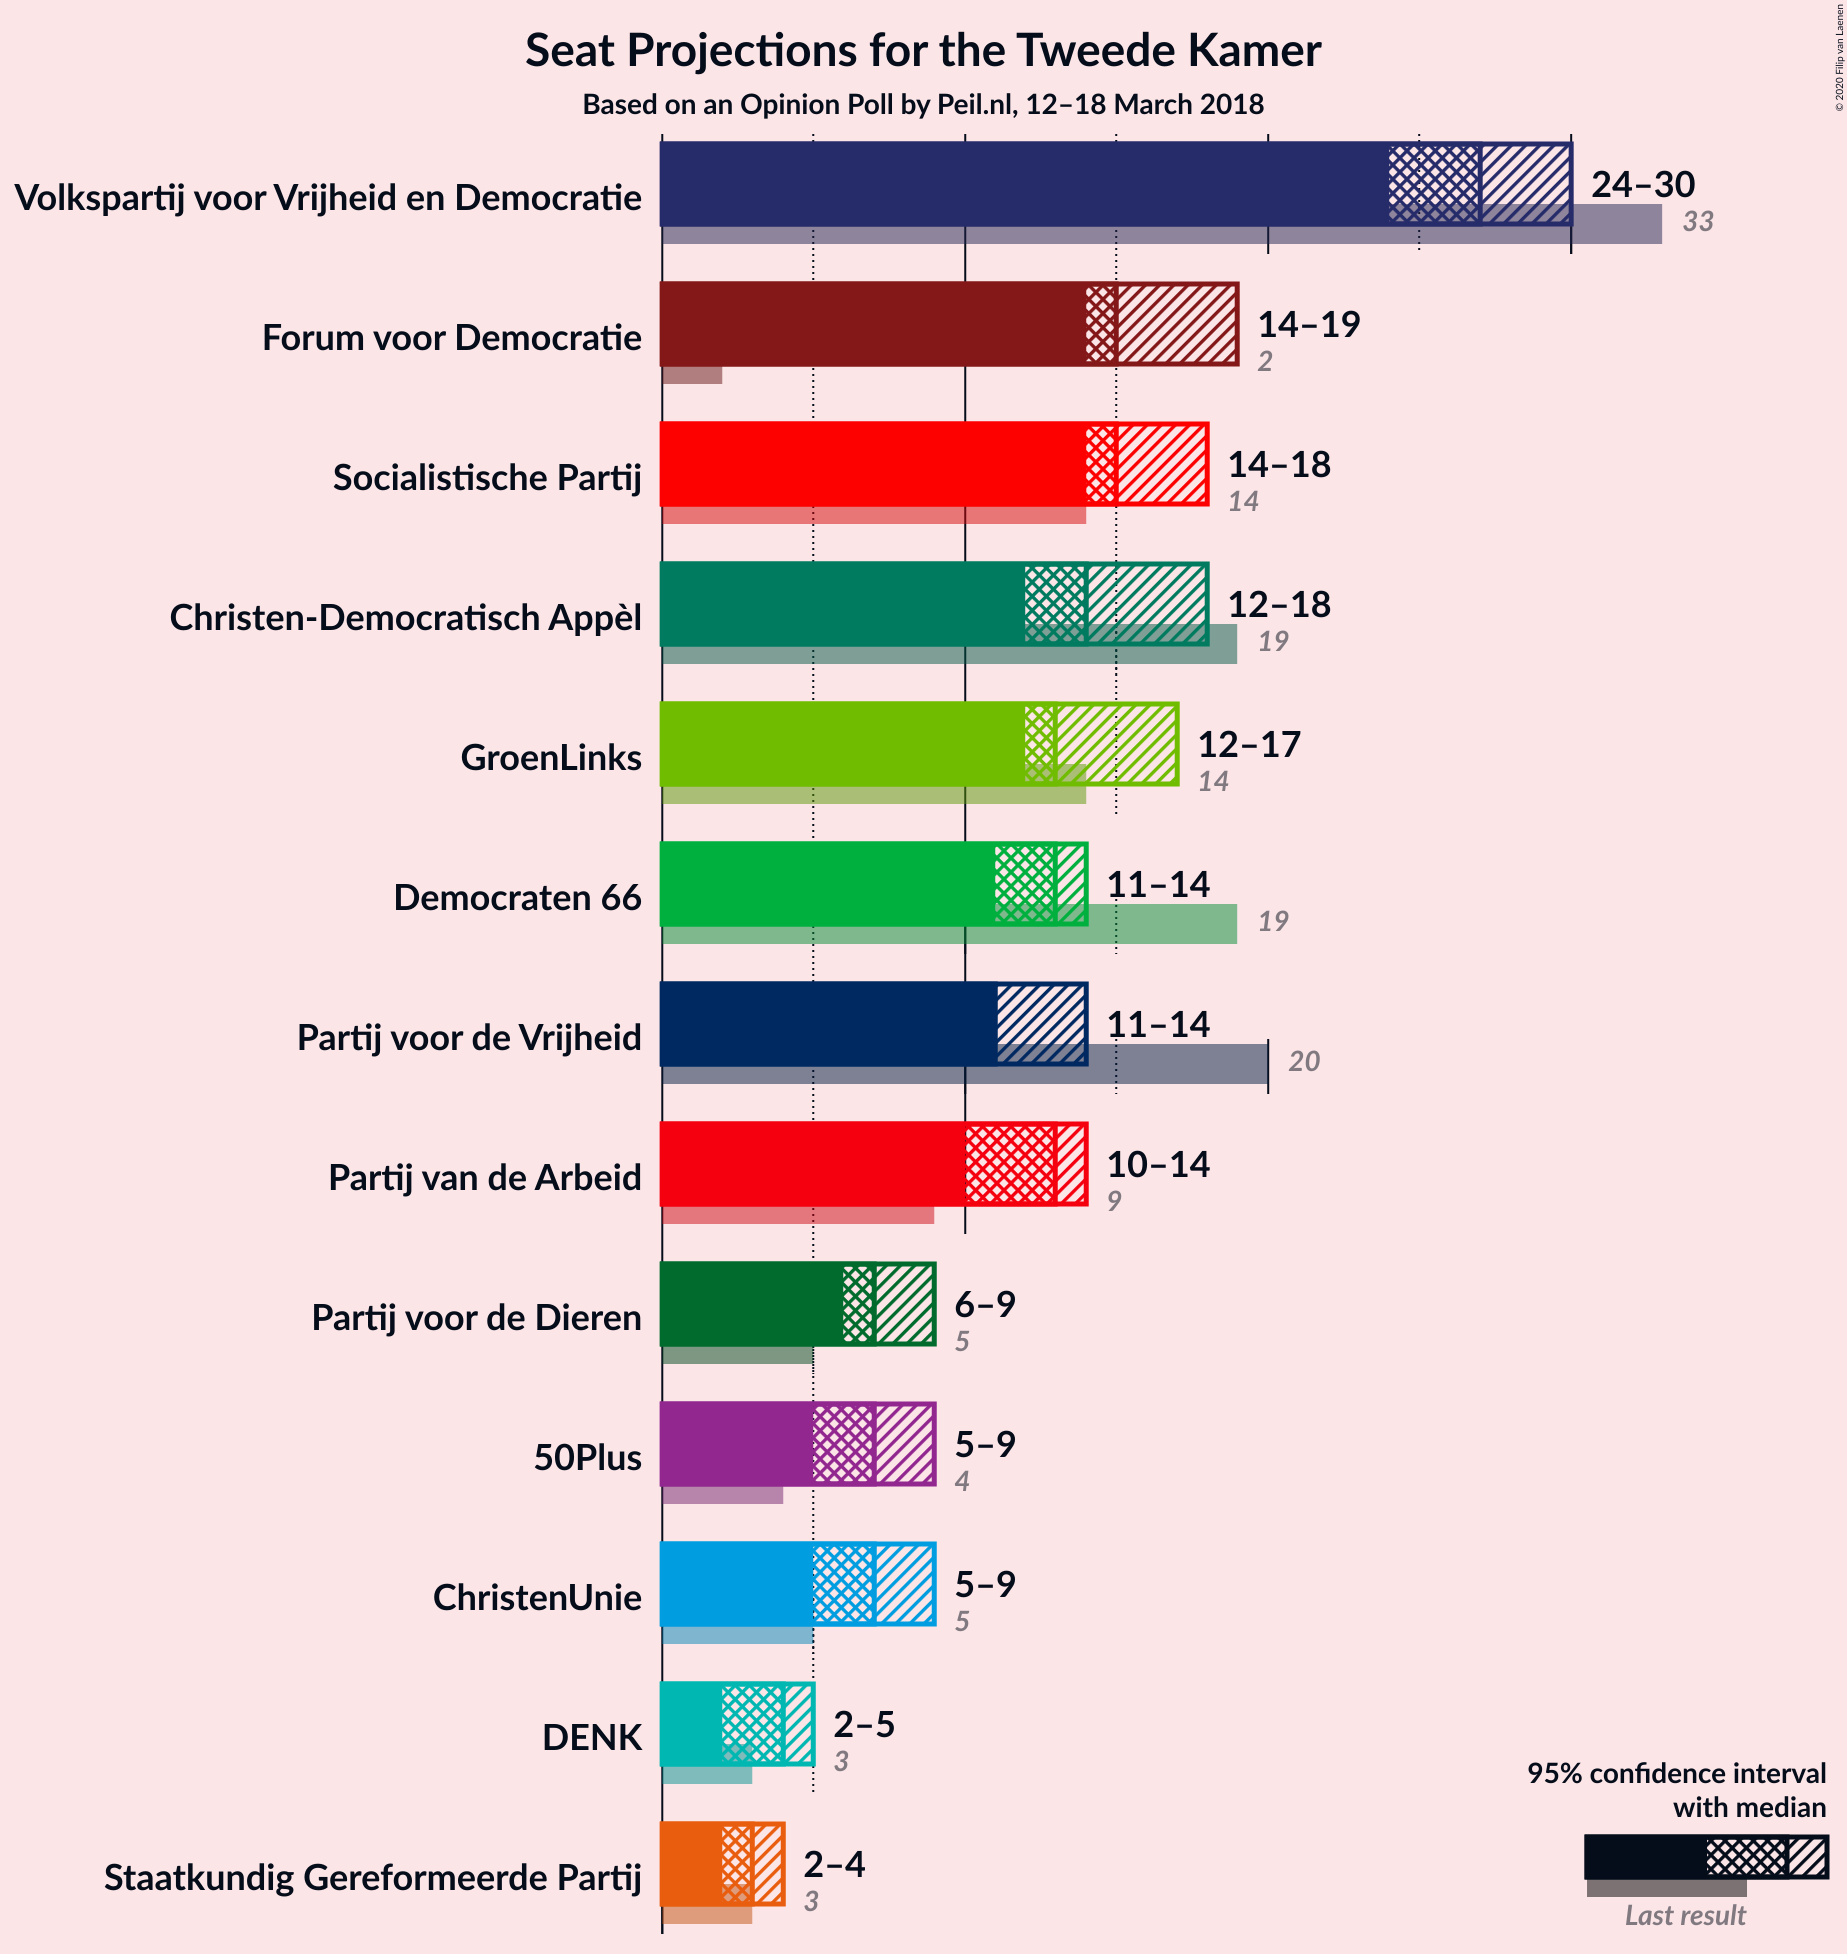 Seat Projections for the Tweede Kamer
Based on an Opinion Poll by Peil.nl, 12–18 March 2018
© 2020 Filip van Laenen
Volkspartij voor Vrijheid en Democratie
24–30
33
Forum voor Democratie
14–19
2
Socialistische Partij
14–18
14
Christen-Democratisch Appèl
12–18
19
GroenLinks
12–17
14
Democraten 66
11–14
19
Partij voor de Vrijheid
11–14
20
Partij van de Arbeid
10–14
9
Partij voor de Dieren
6–9
5
50Plus
5–9
4
ChristenUnie
5–9
5
DENK
2–5
3
Staatkundig Gereformeerde Partij
2–4
3
95% confidence interval
with median
Last result